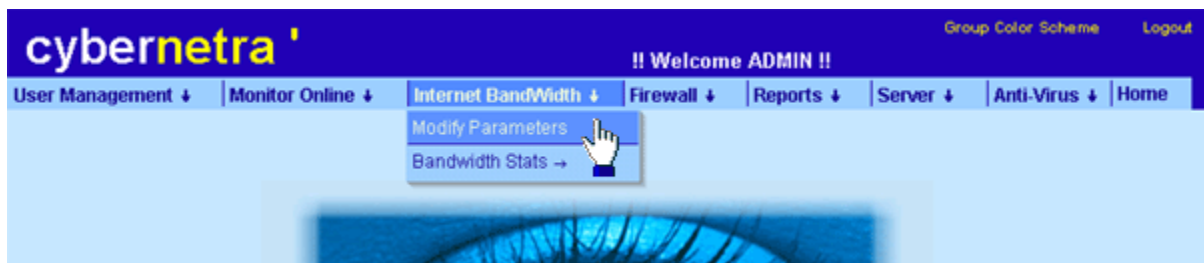 Group Color Scheme Logout
cybernetra '
!! Welcome ADMIN !!
User Management ↓ Monitor Online ↓ Internet BandWidth ↓ Firewall ↓ Reports ↓ Server ↓ Anti-Virus ↓ Home
Modify Parameters
Bandwidth Stats →